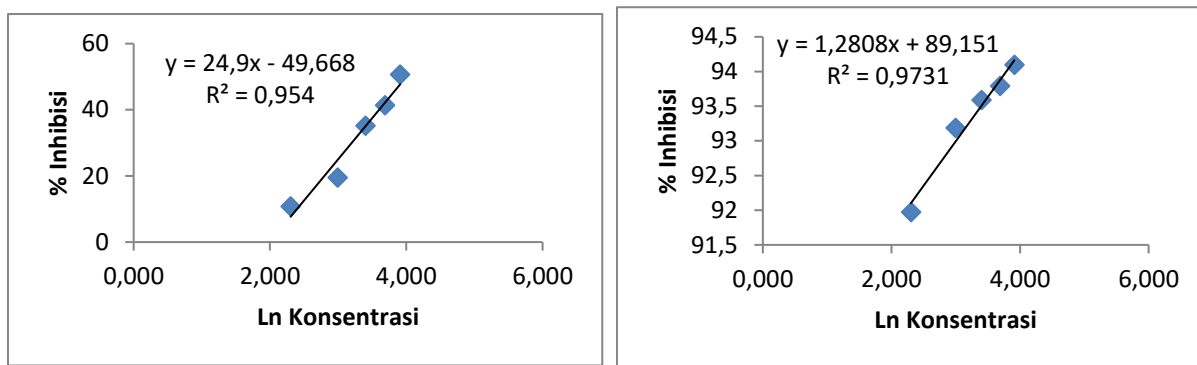 60
40
20
0
0,000
2,000
4,000
6,000
% Inhibisi
Ln Konsentrasi
y = 24,9x - 49,668
R² = 0,954
94,5
94
93,5
93
92,5
92
91,5
0,000
2,000
4,000
6,000
% Inhibisi
Ln Konsentrasi
y = 1,2808x + 89,151
R² = 0,9731